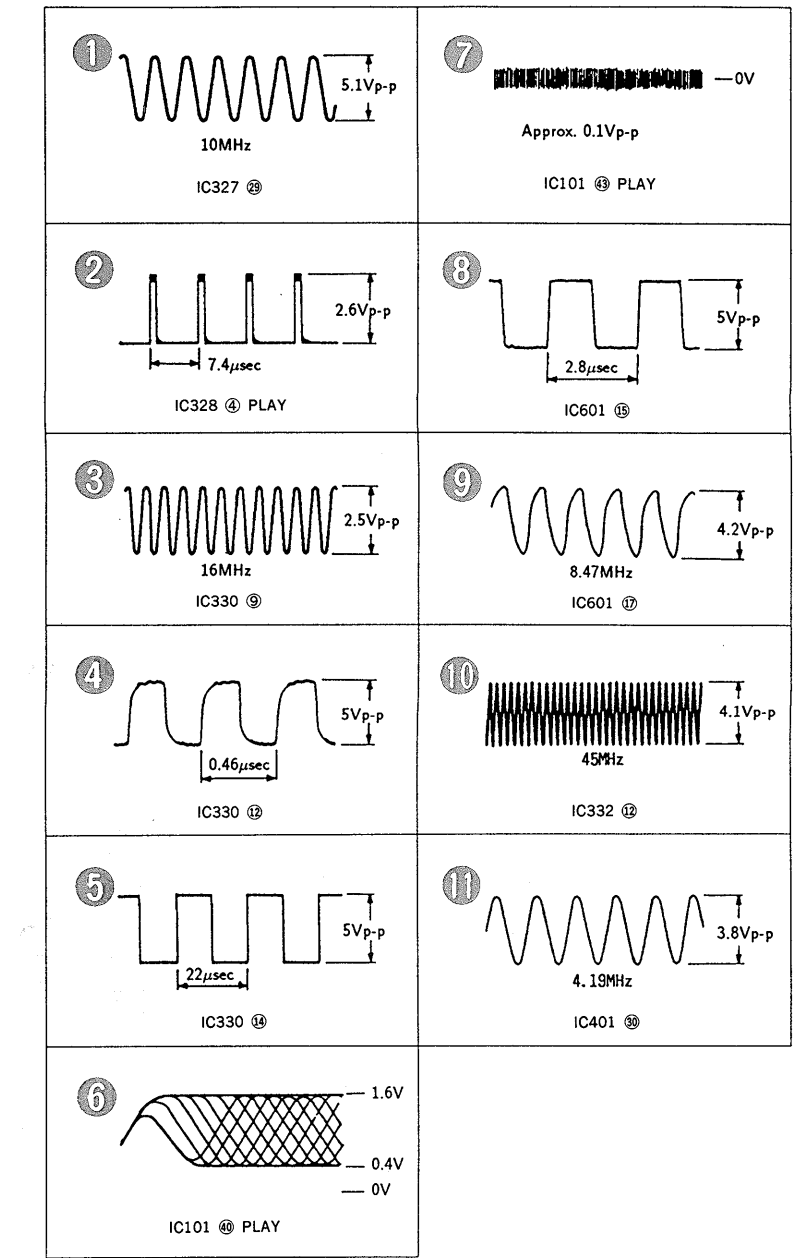 1
5.1Vp-p
10MHz
IC327 ㉙
2
2.6Vp-p
7.4μsec
IC328 ④ PLAY
3
2.5Vp-p
16MHz
IC330 ⑨
4
5Vp-p
0.46μsec
IC330 ⑫
5
5Vp-p
22μsec
IC330 ⑭
6
1.6V
0.4V
0V
IC101 ㊵ PLAY
7
0V
Approx. 0.1Vp-p
IC101 ㊸ PLAY
8
5Vp-p
2.8μsec
IC601 ⑮
9
4.2Vp-p
8.47MHz
IC601 ⑰
10
4.1Vp-p
45MHz
IC332 ⑫
11
3.8Vp-p
4.19MHz
IC401 ㉚